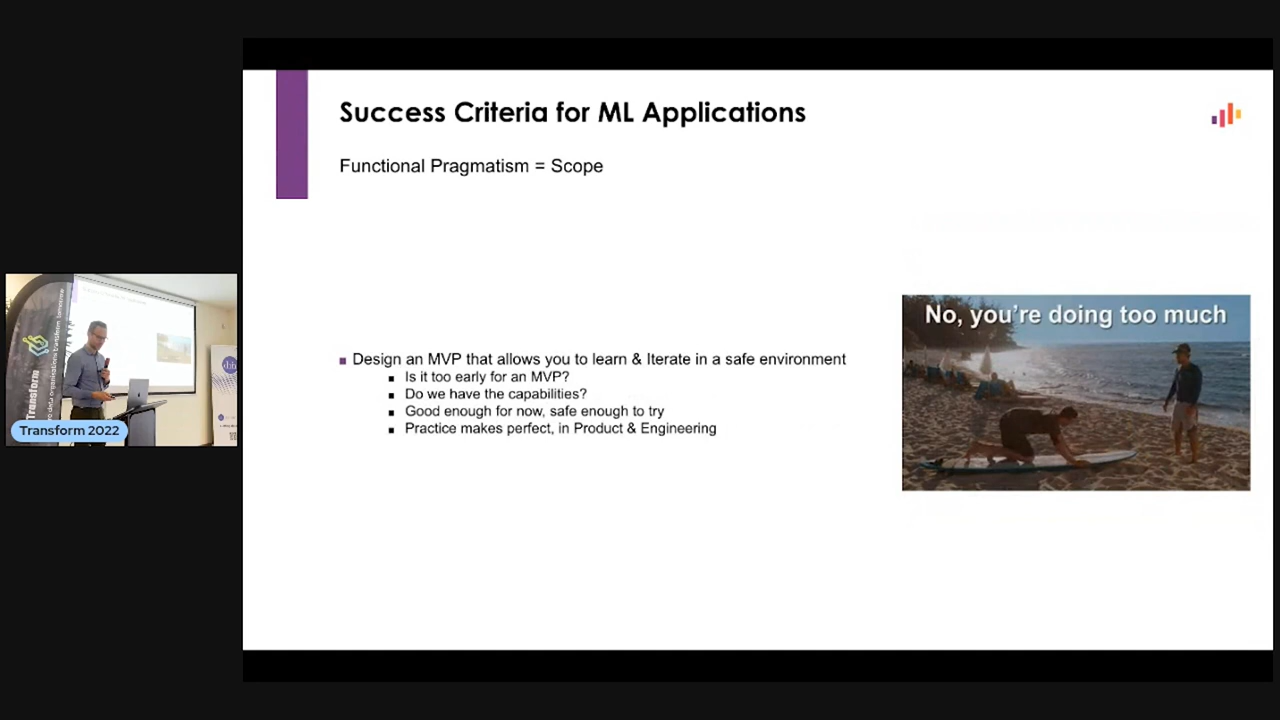 Success Criteria for ML Applications
Functional Pragmatism = Scope
No, you're doing too much
Design an MVP that allows you to learn & Iterate in a safe environment
Is it too early for an MVP?
Do we have the capabilities?
Good enough for now, safe enough to try
Practice makes perfect, in Product & Engineering
Transform
Transform 2022